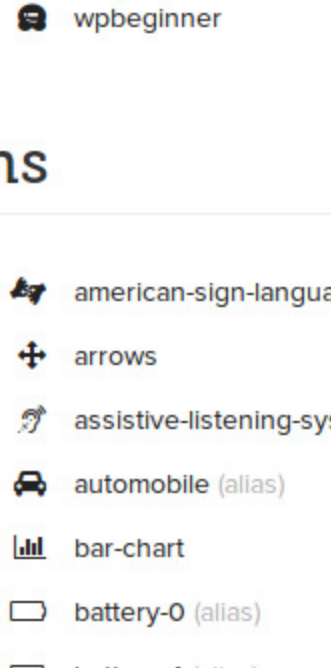 wpbeginner
ns
american-sign-langua
arrows
assistive-listening-sys
automobile (alias)
bar-chart
battery-0 (alias)